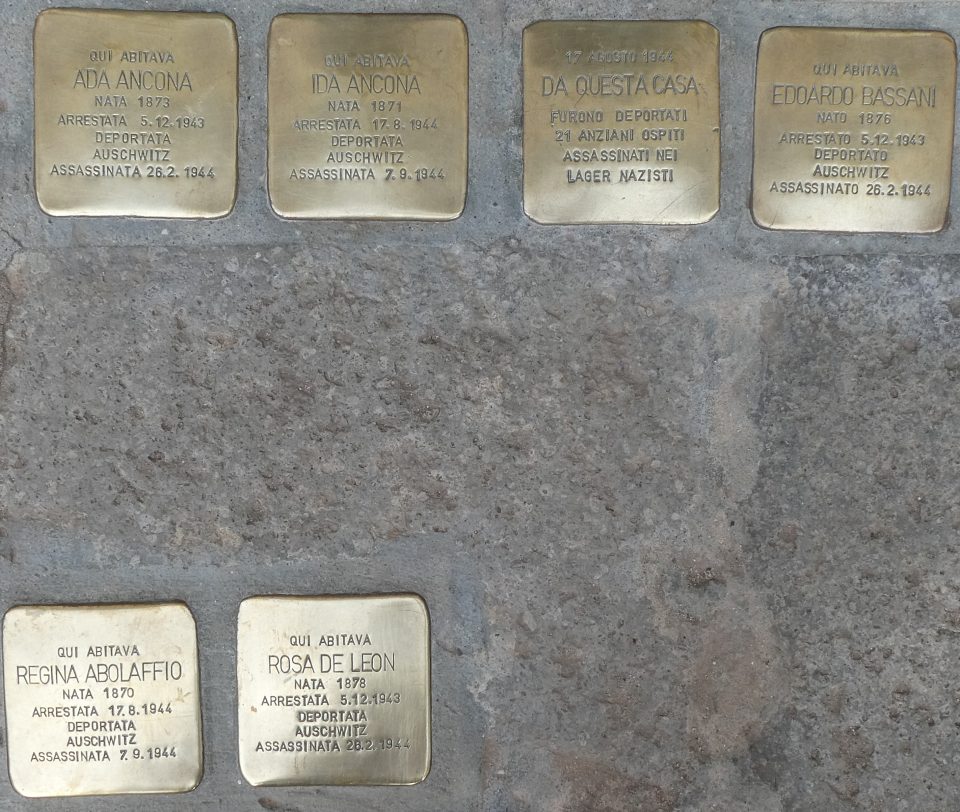 QUI ABITAVA
ADA ANCONA
NATA 1873
ARRESTATA 5.12.1943
DEPORTATA
AUSCHWITZ
ASSASSINATA 26.2.1944
QUI ABITAVA
IDA ANCONA
NATA 1871
ARRESTATA 17.8.1944
DEPORTATA
AUSCHWITZ
ASSASSINATA 7.9.1944
17 AGOSTO 1944
DA QUESTA CASA
FURONO DEPORTATI
21 ANZIANI OSPITI
ASSASSINATI NEI
LAGER NAZISTI
QUI ABITAVA
EDOARDO BASSANI
NATO 1876
ARRESTATO 5.12.1943
DEPORTATO
AUSCHWITZ
ASSASSINATO 26.2.1944
QUI ABITAVA
REGINA ABOLAFFIO
NATA 1870
ARRESTATA 17.8.1944
DEPORTATA
AUSCHWITZ
ASSASSINATA 7.9.1944
QUI ABITAVA
ROSA DE LEON
NATA 1878
ARRESTATA 5.12.1943
DEPORTATA
AUSCHWITZ
ASSASSINATA 26.2.1944